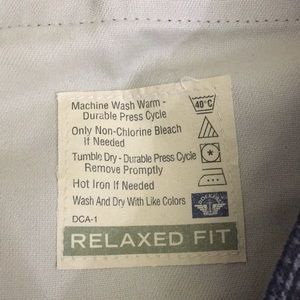 Machine Wash Warm -
Durable Press Cycle
40°C
Only Non-Chlorine Bleach
If Needed
Tumble Dry - Durable Press Cycle
Remove Promptly
Hot Iron If Needed
Wash And Dry With Like Colors
DOCKERS
DCA-1
RELAXED FIT